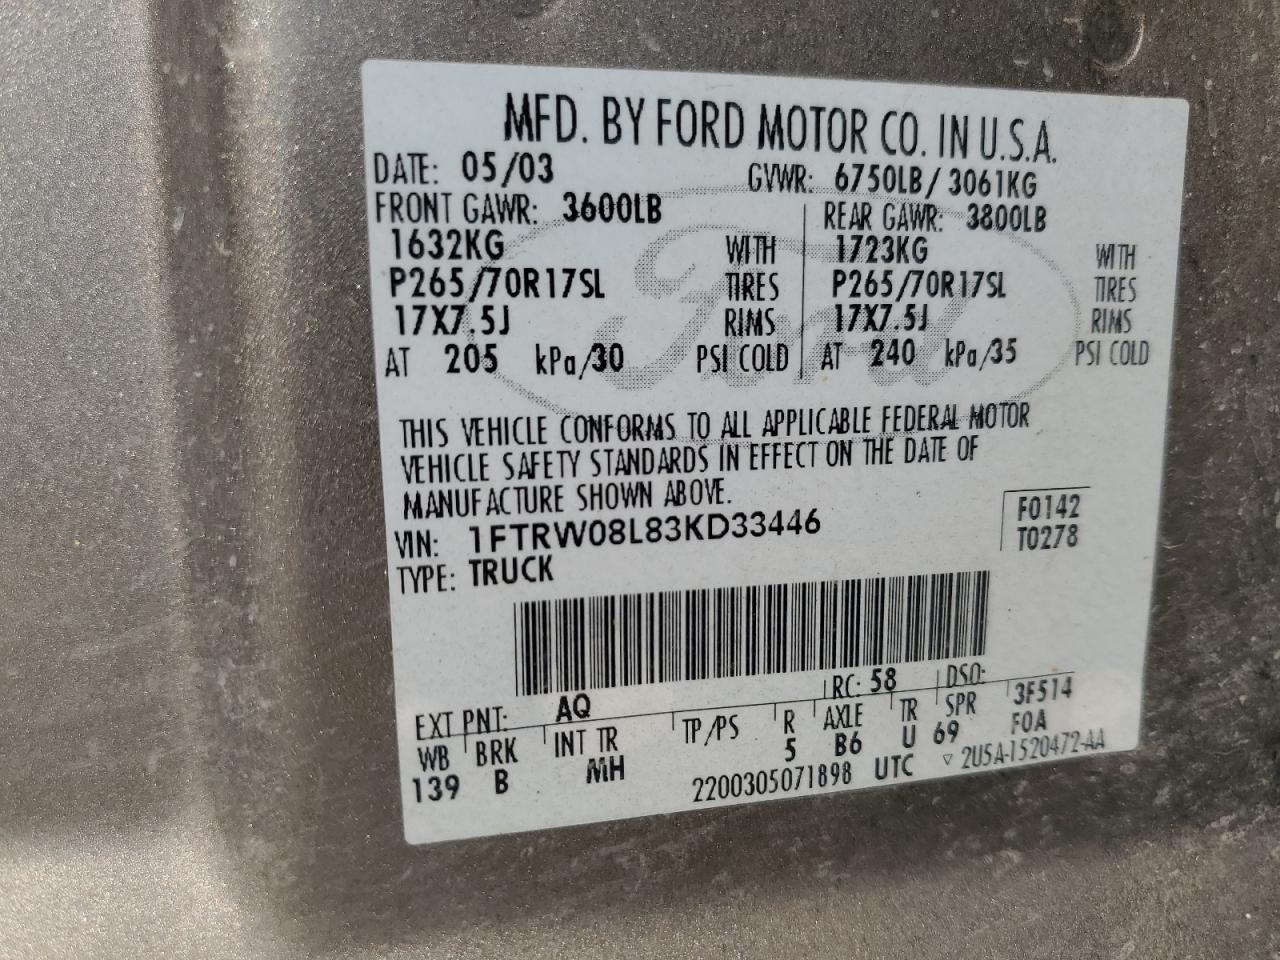 MFD. BY FORD MOTOR CO. IN U.S.A.
DATE: 05/03 GVWR: 6750LB/3061KG
FRONT GAWR: 3600LB REAR GAWR: 3800LB
1632KG WITH 1723KG WITH
P265/70R17SL TIRES P265/70R17SL TIRES
17X7.5J RIMS 17X7.5J RIMS
AT 205 kPa/30 PSI COLD AT 240 kPa/35 PSI COLD
Ford
THIS VEHICLE CONFORMS TO ALL APPLICABLE FEDERAL MOTOR
VEHICLE SAFETY STANDARDS IN EFFECT ON THE DATE OF
MANUFACTURE SHOWN ABOVE.
VIN: 1FTRW08L83KD33446 F0142
TYPE: TRUCK T0278
EXT PNT: AQ RC: 58 DSO: 3F514
WB BRK INT TR TP/PS R AXLE TR SPR F0A
139 B MH 5 B6 U 69
2200305071898 UTC ▽ 2U5A-1520472-AA